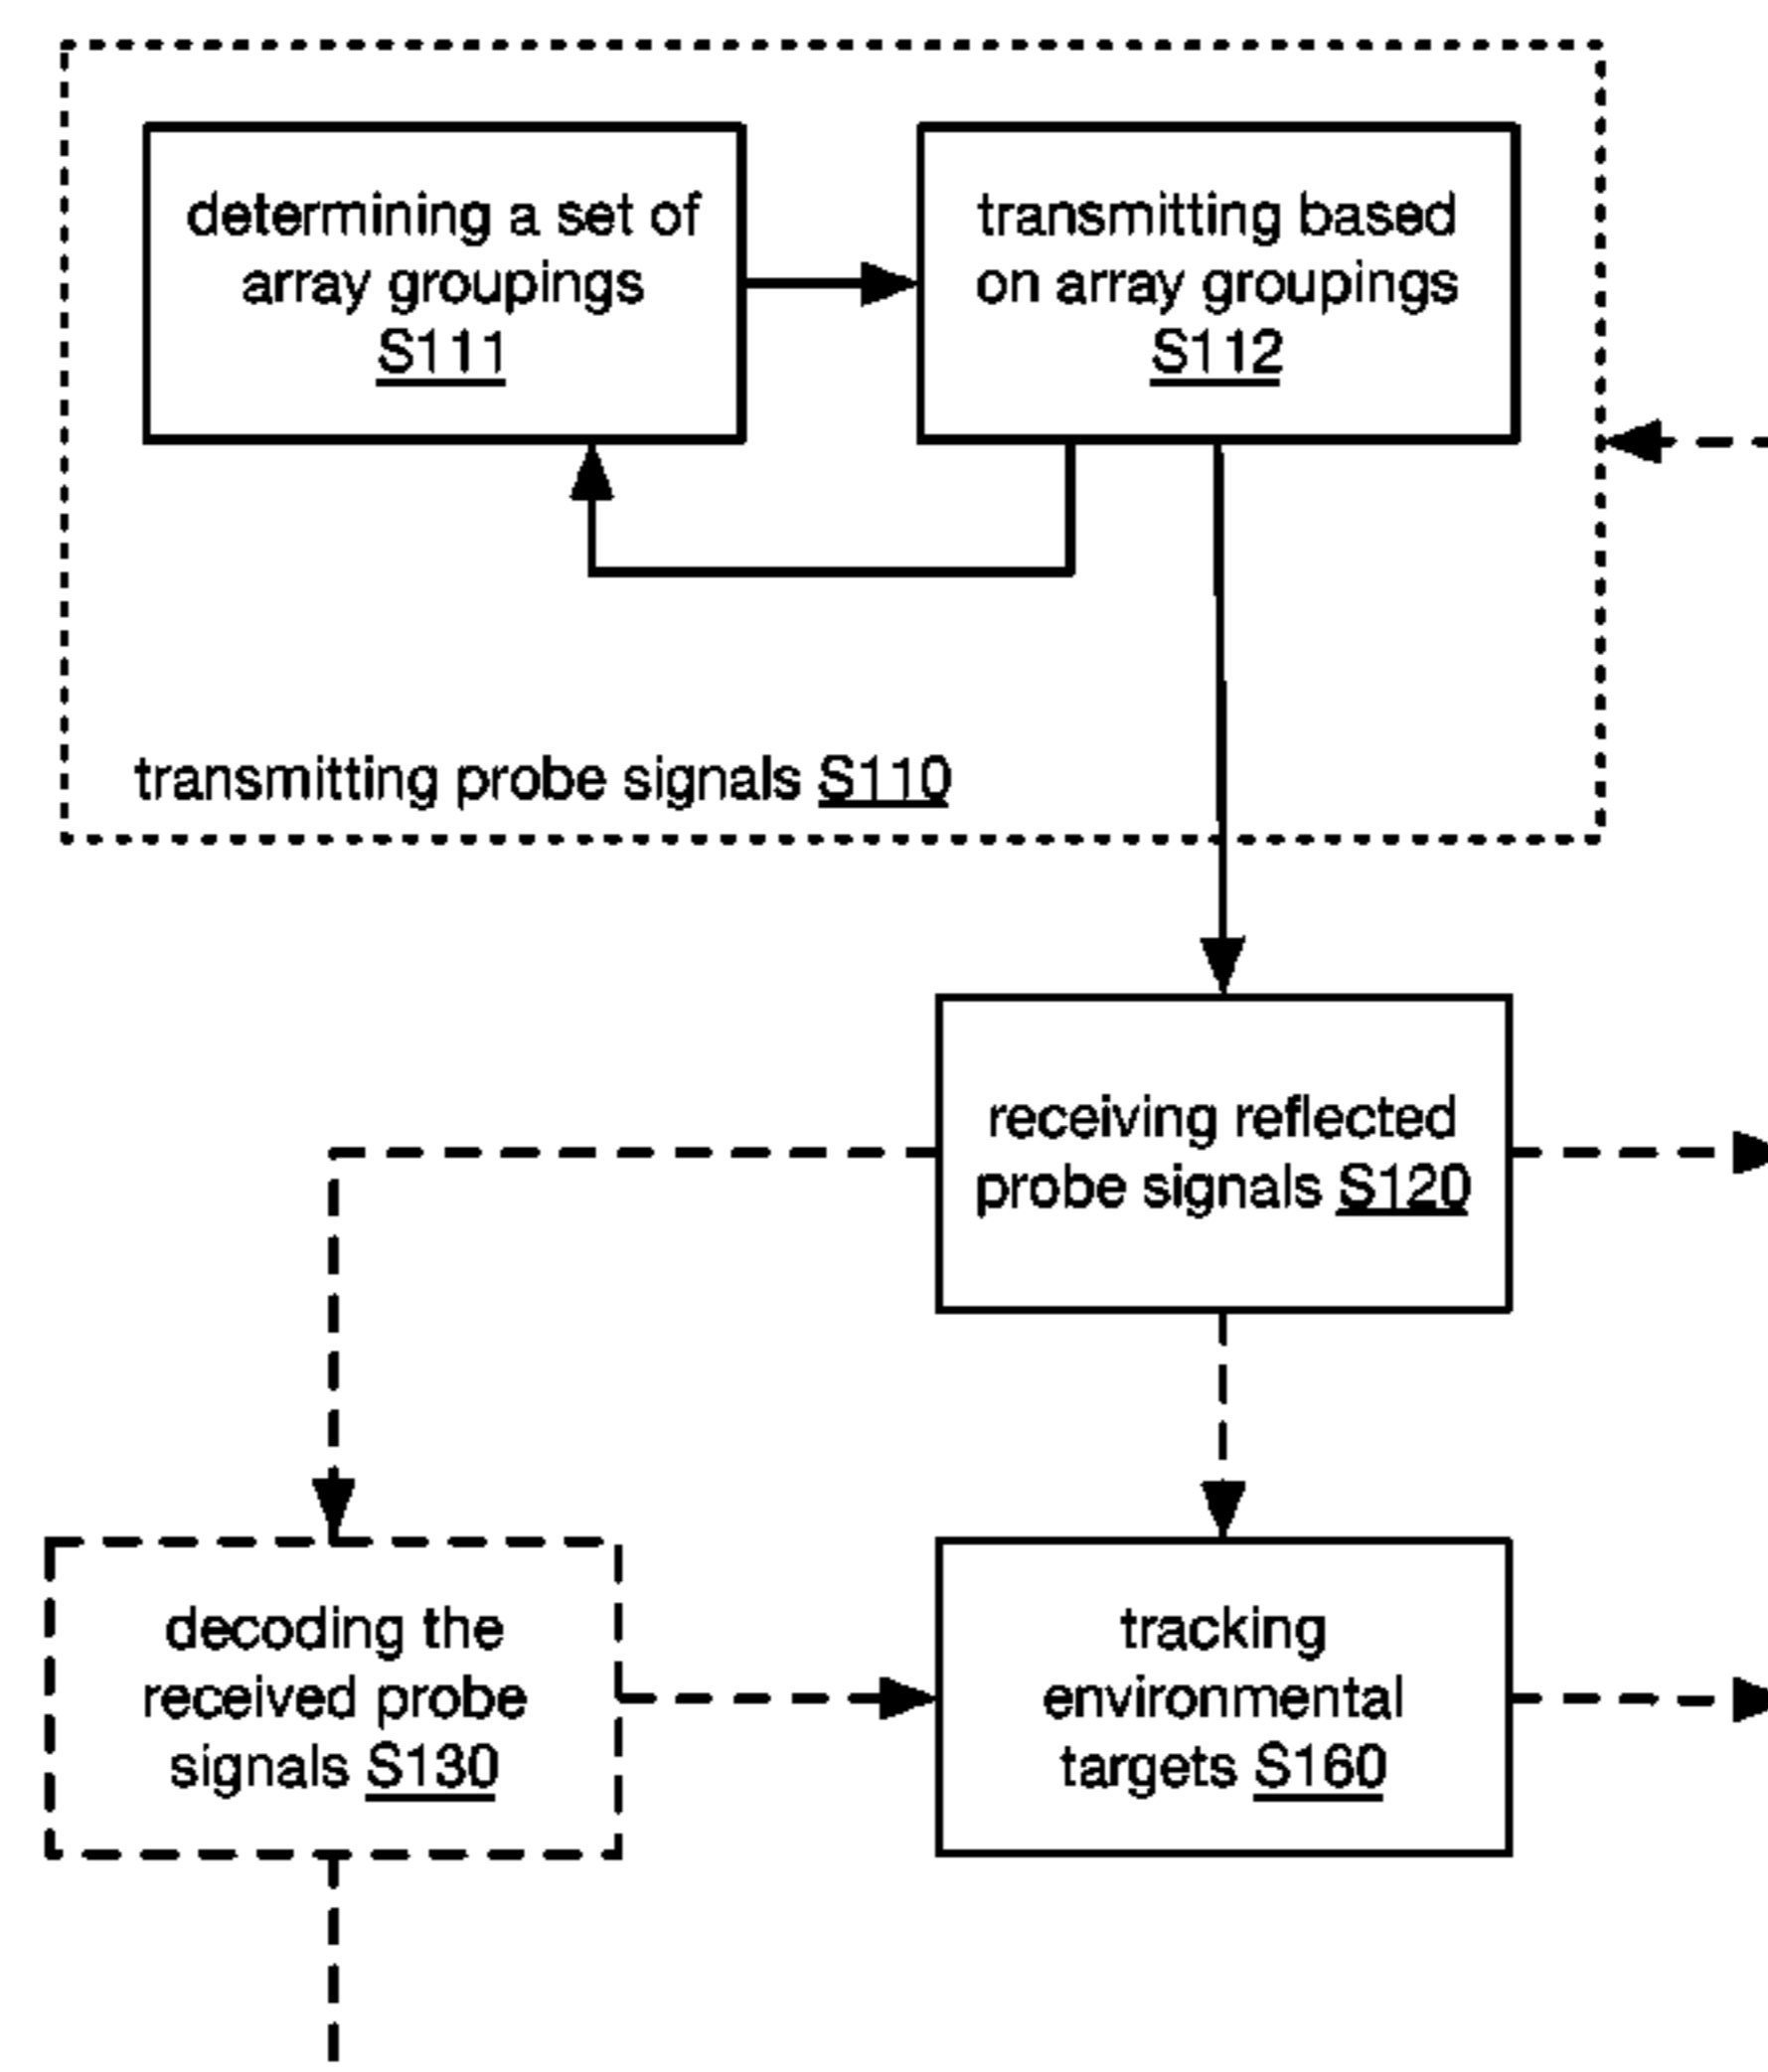 determining a set of
array groupings
S111
transmitting based
on array groupings
S112
transmitting probe signals S110
receiving reflected
probe signals S120
decoding the
received probe
signals S130
tracking
environmental
targets S160